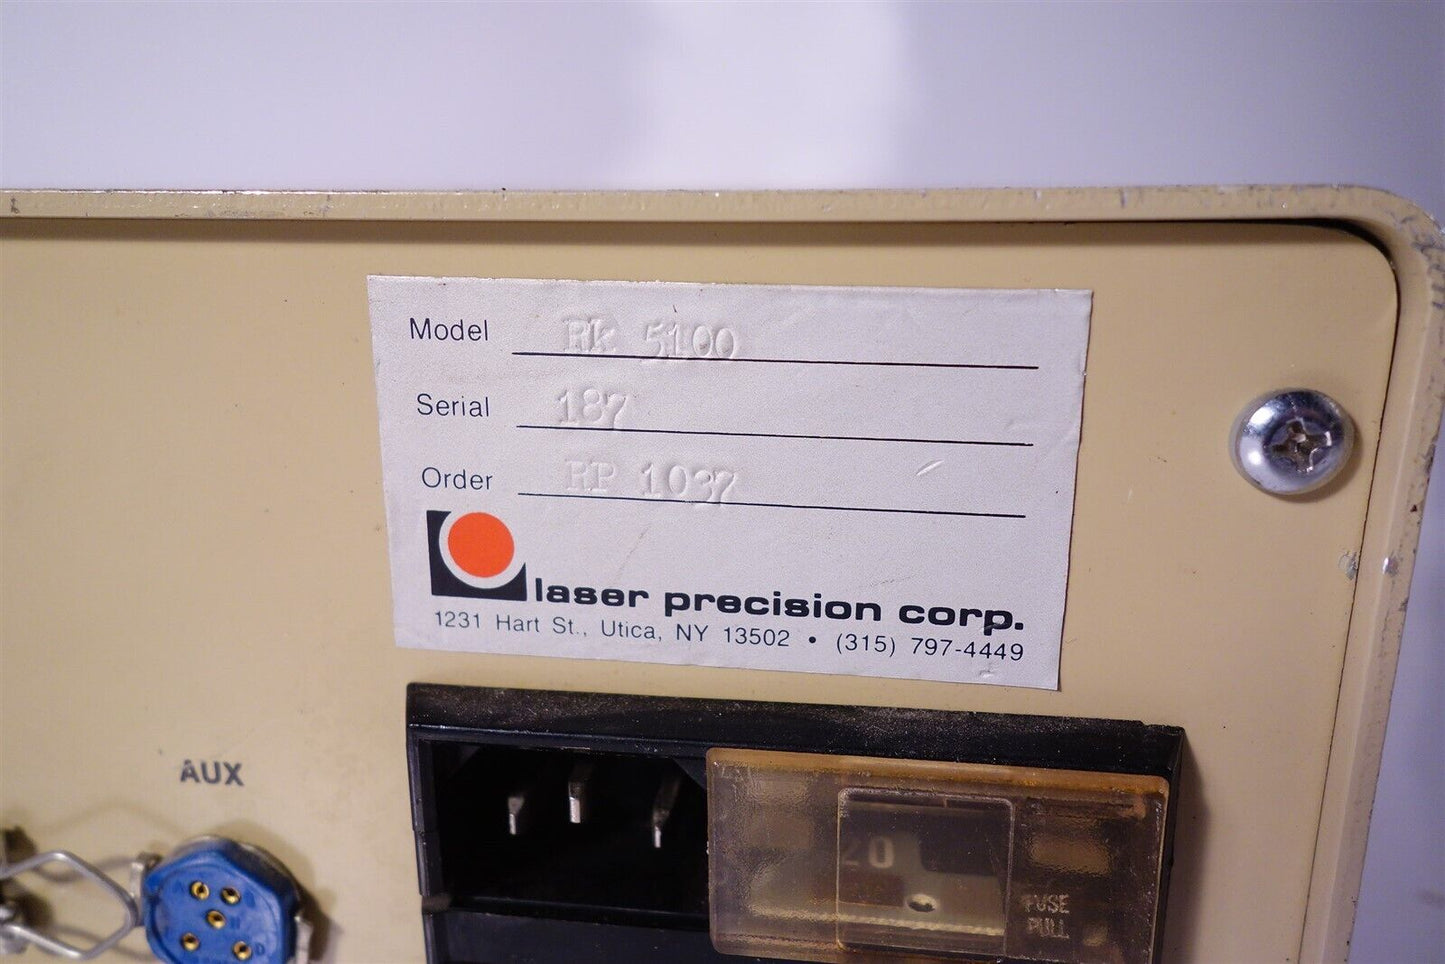 Model Rk 5100
Serial 187
Order RP 1037
laser precision corp.
1231 Hart St., Utica, NY 13502 • (315) 797-4449
AUX
20
FUSE
PULL